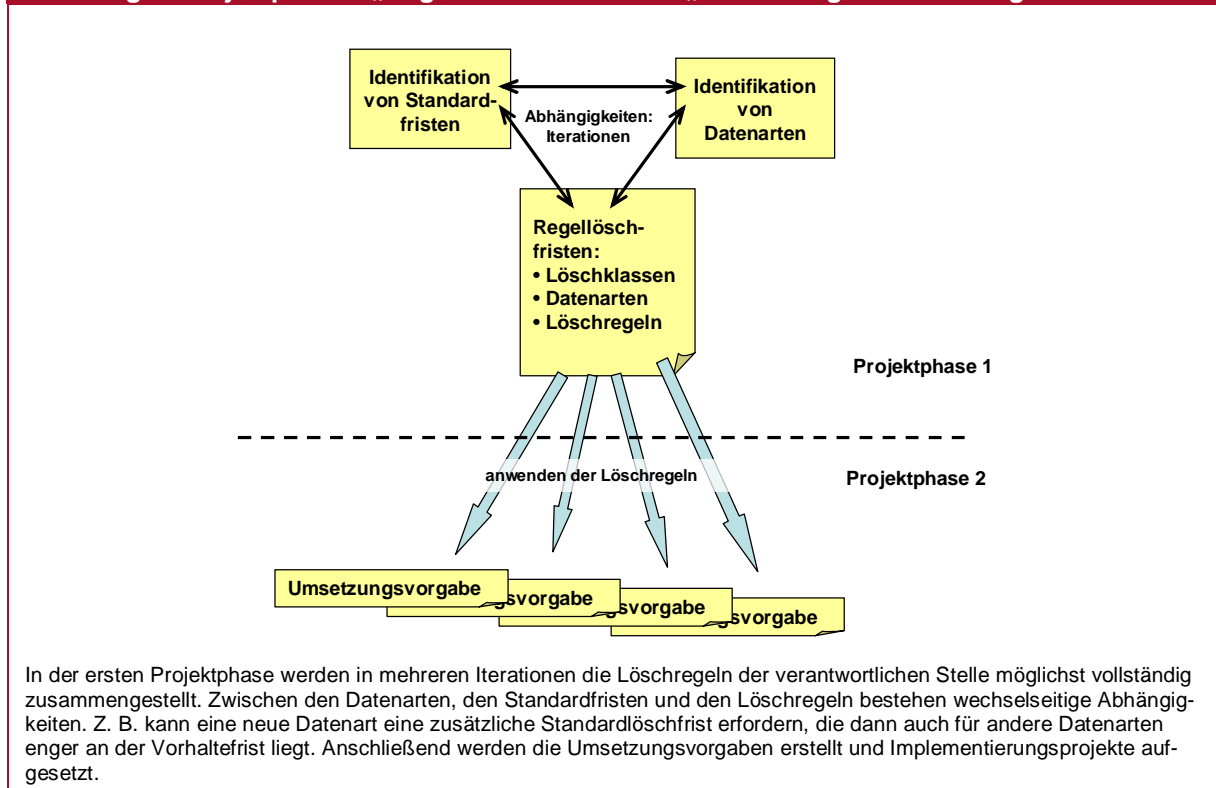 Identifikation
von Standard-
fristen
Identifikation
von
Datenarten
Abhängigkeiten:
Iterationen
Regellösch-
fristen:
• Löschklassen
• Datenarten
• Löschregeln
Projektphase 1
anwenden der Löschregeln
Projektphase 2
Umsetzungsvorgabe
gsvorgabe
gsvorgabe
gsvorgabe
In der ersten Projektphase werden in mehreren Iterationen die Löschregeln der verantwortlichen Stelle möglichst vollständig
zusammengestellt. Zwischen den Datenarten, den Standardfristen und den Löschregeln bestehen wechselseitige Abhängig-
keiten. Z. B. kann eine neue Datenart eine zusätzliche Standardlöschfrist erfordern, die dann auch für andere Datenarten
enger an der Vorhaltefrist liegt. Anschließend werden die Umsetzungsvorgaben erstellt und Implementierungsprojekte auf-
gesetzt.